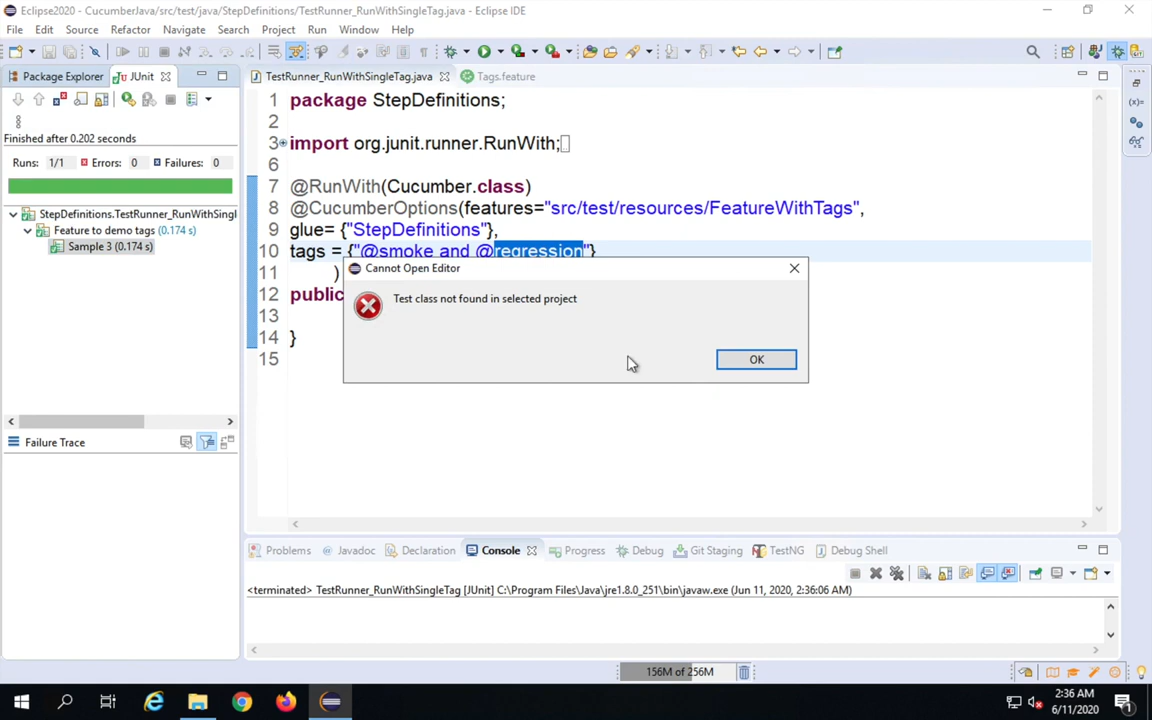 Eclipse2020 - CucumberJava/src/test/java/StepDefinitions/TestRunner_RunWithSingleTag.java - Eclipse IDE
File Edit Source Refactor Navigate Search Project Run Window Help
Package Explorer JUnit
TestRunner_RunWithSingleTag.java Tags.feature
Finished after 0.202 seconds
Runs: 1/1 Errors: 0 Failures: 0
StepDefinitions.TestRunner_RunWithSingl
Feature to demo tags (0.174 s)
Sample 3 (0.174 s)
Failure Trace
1 package StepDefinitions;
2
3 import org.junit.runner.RunWith;
6
7 @RunWith(Cucumber.class)
8 @CucumberOptions(features="src/test/resources/FeatureWithTags",
9 glue= {"StepDefinitions"},
10 tags = {"@smoke and @regression"}
11 )
12 public
13
14 }
15
Cannot Open Editor
Test class not found in selected project
OK
Problems Javadoc Declaration Console Progress Debug Git Staging TestNG Debug Shell
<terminated> TestRunner_RunWithSingleTag [JUnit] C:\Program Files\Java\jre1.8.0_251\bin\javaw.exe (Jun 11, 2020, 2:36:06 AM)
156M of 256M
2:36 AM
6/11/2020
1